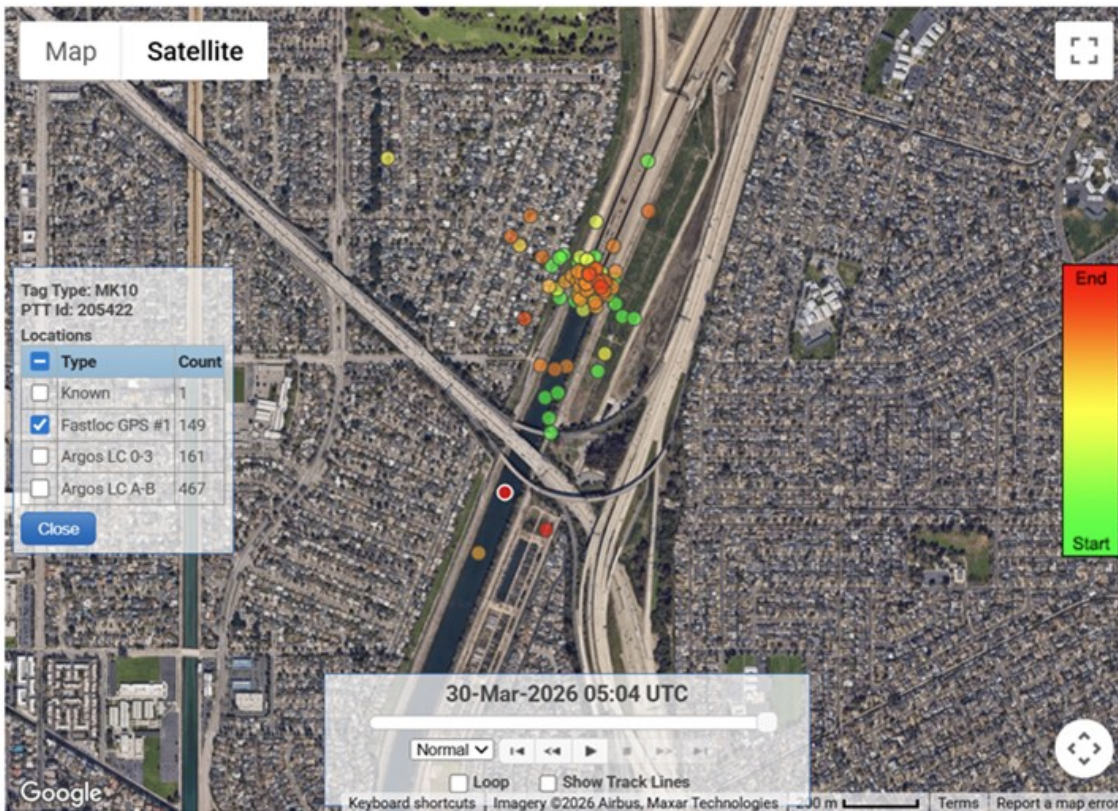 Map Satellite
Tag Type: MK10
PTT Id: 205422
Locations
Type Count
Known 1
Fastloc GPS #1 149
Argos LC 0-3 161
Argos LC A-B 467
Close
End
Start
30-Mar-2026 05:04 UTC
Normal
Loop Show Track Lines
Google
Keyboard shortcuts Imagery ©2026 Airbus, Maxar Technologies 200 m Terms Report a map err